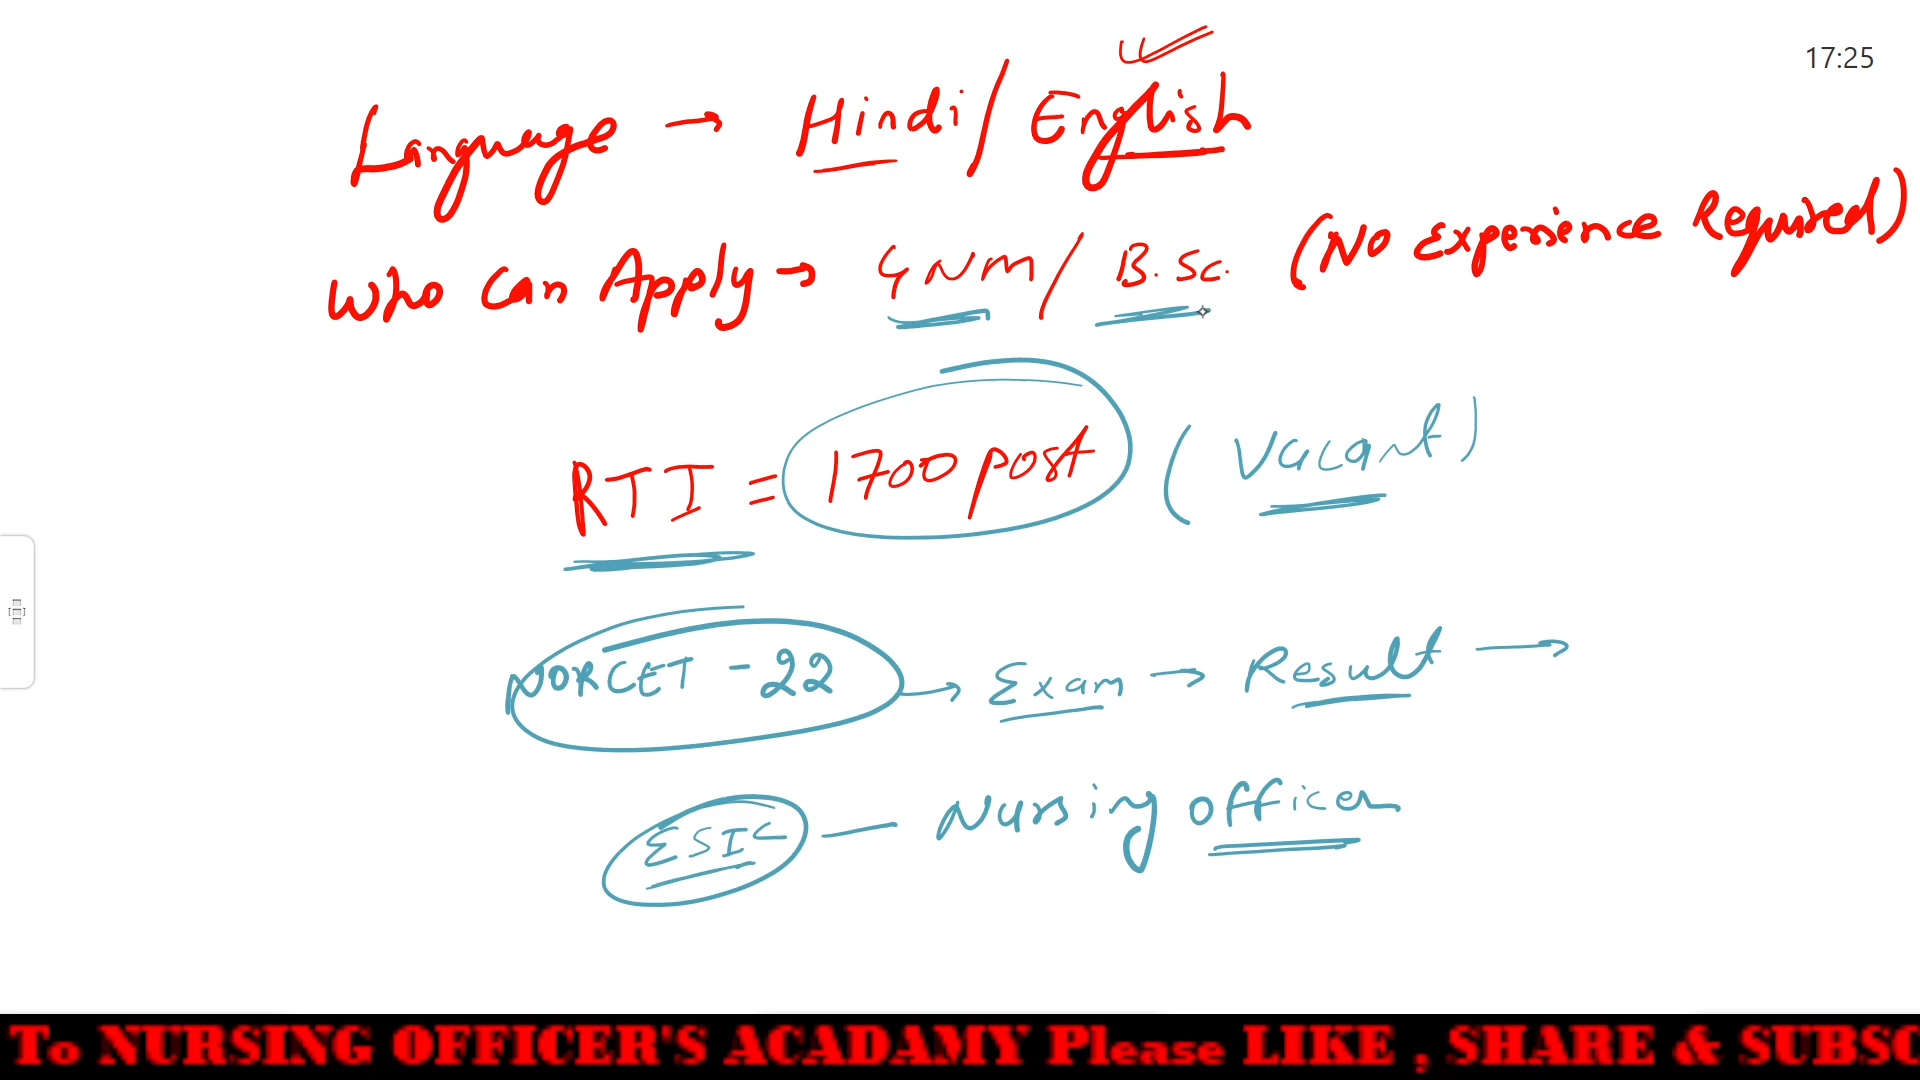 17:25
Language → Hindi/English
Who Can Apply → GNM/B.Sc. (No Experience Required)
RTI = 1700 post (Vacant)
NORCET-22 → Exam → Result →
ESIC — Nursing officer
To NURSING OFFICER'S ACADAMY Please LIKE , SHARE & SUBSC